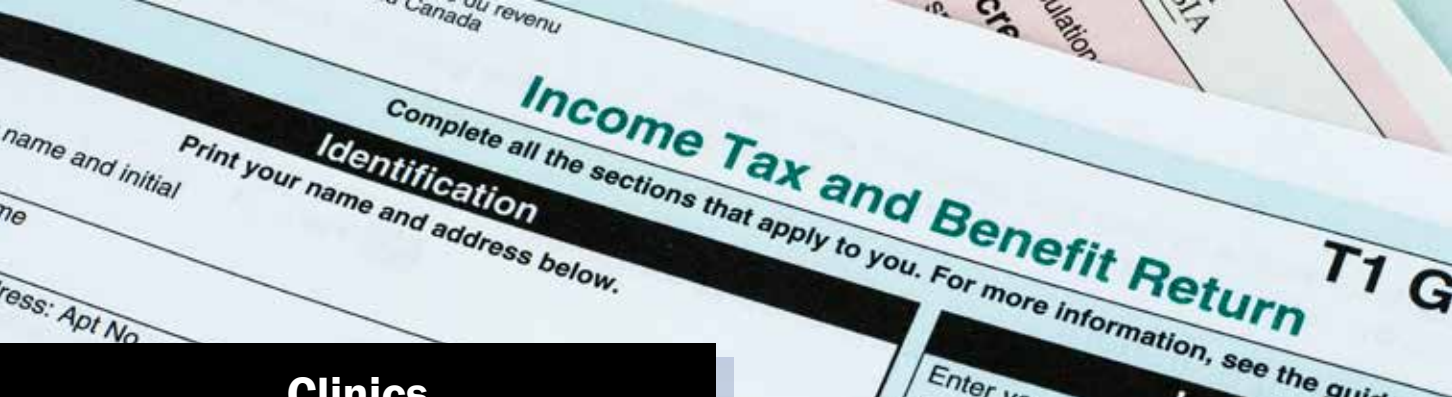 du revenu
Canada
cre
ulation
BIA
Income Tax and Benefit Return
T1 G
Complete all the sections that apply to you. For more information, see the guid
Identification
Print your name and address below.
name and initial
me
ress: Apt No
Enter
Clinics